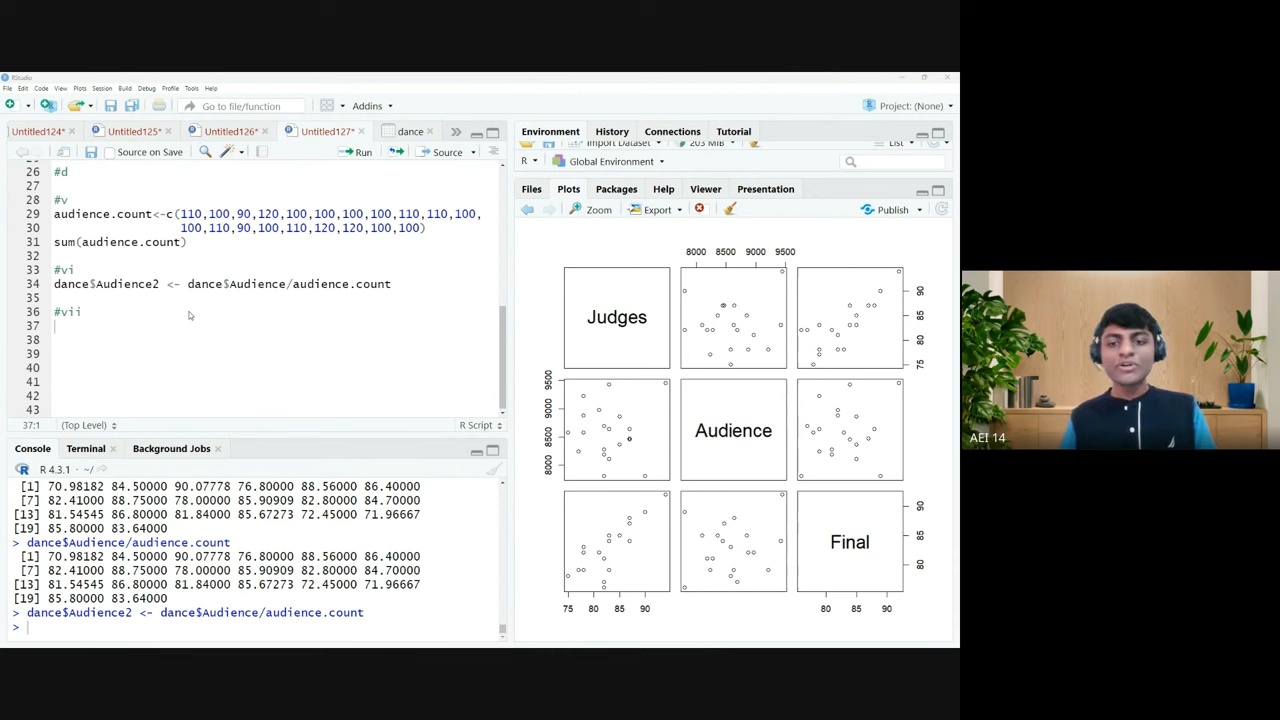 RStudio
File Edit Code View Plots Session Build Debug Profile Tools Help
Go to file/function Addins Project: (None)
Untitled124* Untitled125* Untitled126* Untitled127* dance
Source on Save Run Source
26 #d
27
28 #v
29 audience.count<-c(110,100,90,120,100,100,100,100,110,110,100,
30 100,110,90,100,110,120,120,100,100)
31 sum(audience.count)
32
33 #vi
34 dance$Audience2 <- dance$Audience/audience.count
35
36 #vii
37
38
39
40
41
42
43
37:1 (Top Level) R Script
Console Terminal Background Jobs
R 4.3.1 · ~/
[1] 70.98182 84.50000 90.07778 76.80000 88.56000 86.40000
[7] 82.41000 88.75000 78.00000 85.90909 82.80000 84.70000
[13] 81.54545 86.80000 81.84000 85.67273 72.45000 71.96667
[19] 85.80000 83.64000
> dance$Audience/audience.count
[1] 70.98182 84.50000 90.07778 76.80000 88.56000 86.40000
[7] 82.41000 88.75000 78.00000 85.90909 82.80000 84.70000
[13] 81.54545 86.80000 81.84000 85.67273 72.45000 71.96667
[19] 85.80000 83.64000
> dance$Audience2 <- dance$Audience/audience.count
>
Environment History Connections Tutorial
Import Dataset 203 MiB List
R Global Environment
Files Plots Packages Help Viewer Presentation
Zoom Export Publish
8000 8500 9000 9500
Judges
75 80 85 90
8000 8500 9000 9500
Audience
Final
80 85 90
75 80 85 90
80 85 90
AEI 14